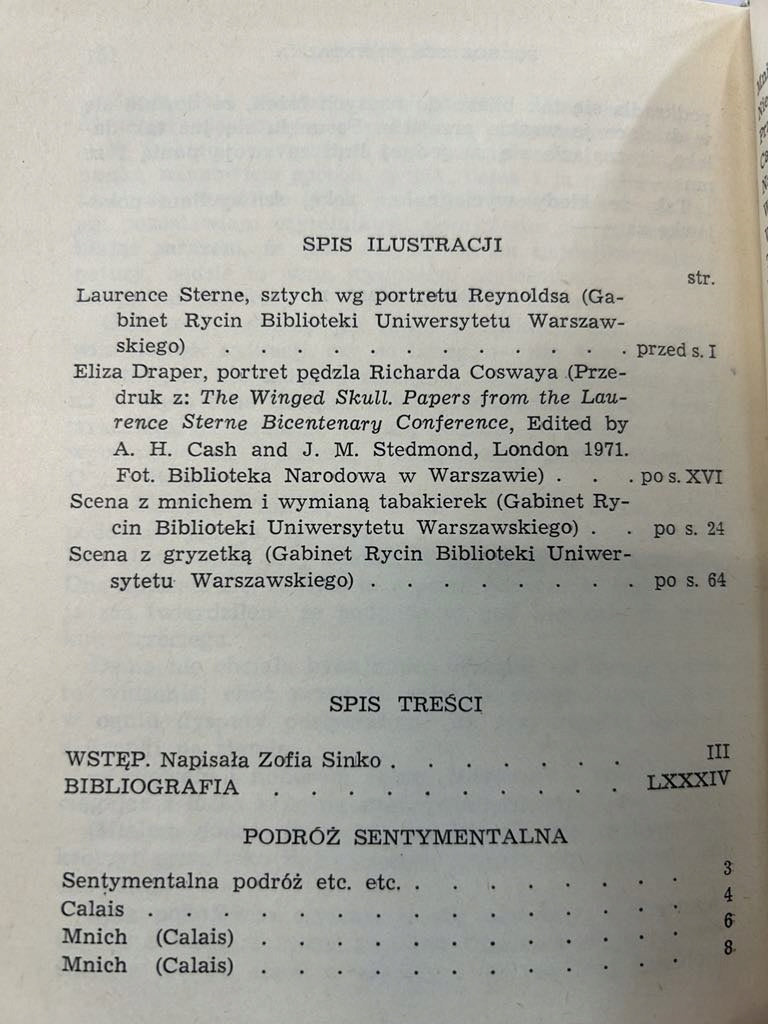 SPIS ILUSTRACJI
str.
Laurence Sterne, sztych wg portretu Reynoldsa (Ga-
binet Rycin Biblioteki Uniwersytetu Warszaw-
skiego) . . . . . . . . . . . . przed s. I
Eliza Draper, portret pędzla Richarda Coswaya (Prze-
druk z: The Winged Skull. Papers from the Lau-
rence Sterne Bicentenary Conference, Edited by
A. H. Cash and J. M. Stedmond, London 1971.
Fot. Biblioteka Narodowa w Warszawie) . . . po s. XVI
Scena z mnichem i wymianą tabakierek (Gabinet Ry-
cin Biblioteki Uniwersytetu Warszawskiego) . . po s. 24
Scena z gryzetką (Gabinet Rycin Biblioteki Uniwer-
sytetu Warszawskiego) . . . . . . . . po s. 64
SPIS TREŚCI
WSTĘP. Napisała Zofia Sinko . . . . . . . III
BIBLIOGRAFIA . . . . . . . . . . LXXXIV
PODRÓŻ SENTYMENTALNA
Sentymentalna podróż etc. etc. . . . . . . . . 3
Calais . . . . . . . . . . . . . . 4
Mnich (Calais) . . . . . . . . . . . 6
Mnich (Calais) . . . . . . . . . . . 8